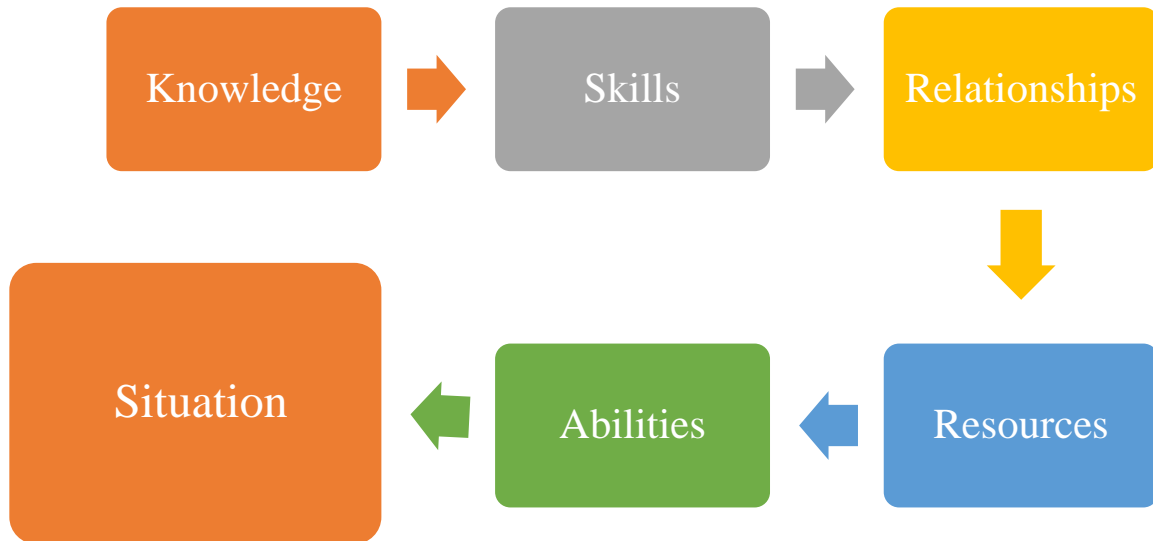 Knowledge
Skills
Relationships
Resources
Abilities
Situation